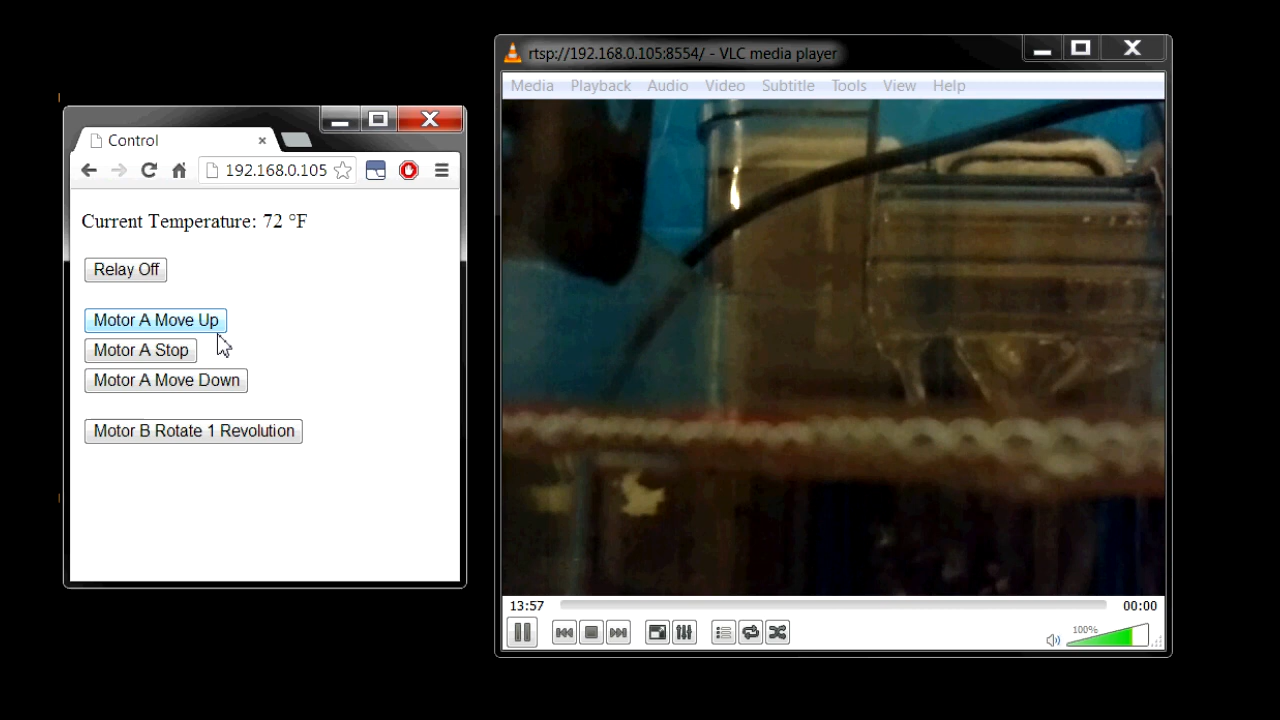 Control
192.168.0.105
Current Temperature: 72 °F
Relay Off
Motor A Move Up
Motor A Stop
Motor A Move Down
Motor B Rotate 1 Revolution
rtsp://192.168.0.105:8554/ - VLC media player
Media Playback Audio Video Subtitle Tools View Help
13:57 00:00
100%